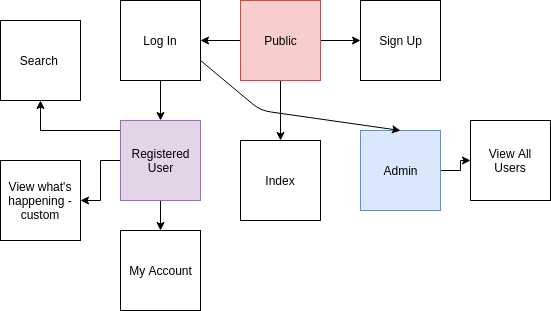 Log In
Public
Sign Up
Search
Registered
User
Index
Admin
View All
Users
View what's
happening -
custom
My Account